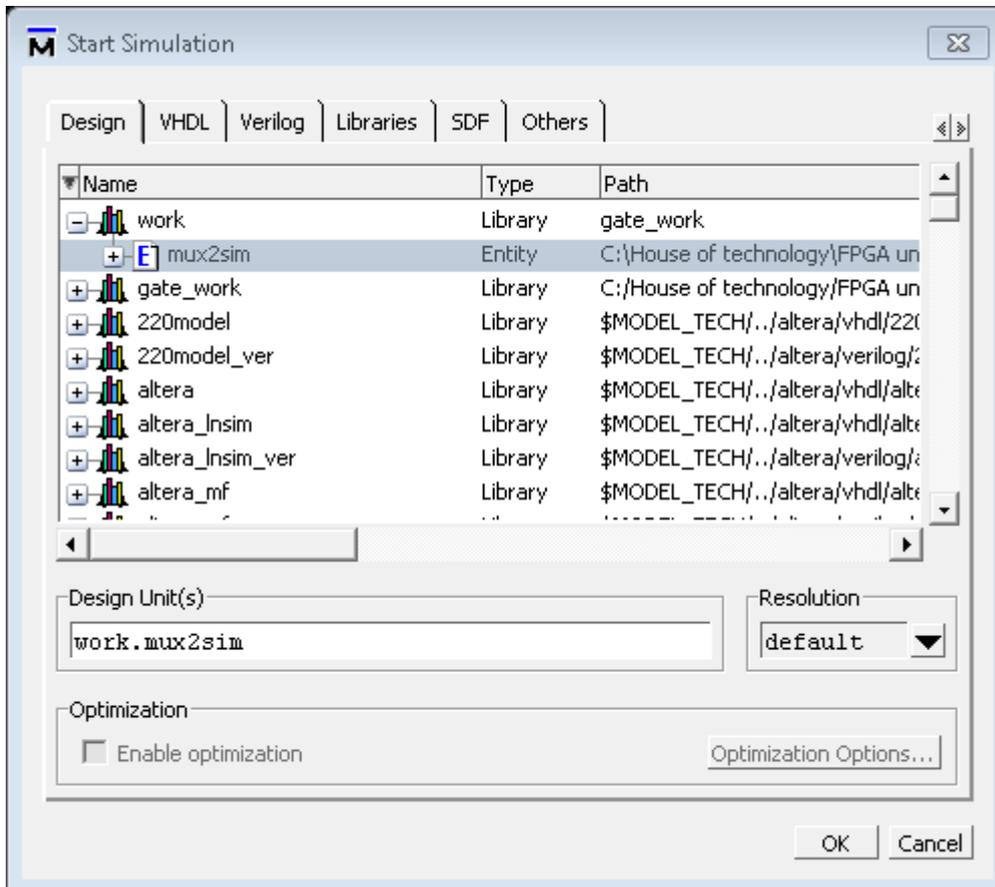 M Start Simulation
Design VHDL Verilog Libraries SDF Others
Name Type Path
work Library gate_work
E mux2sim Entity C:\House of technology\FPGA un
gate_work Library C:/House of technology/FPGA un
220model Library $MODEL_TECH/../altera/vhdl/220
220model_ver Library $MODEL_TECH/../altera/verilog/2
altera Library $MODEL_TECH/../altera/vhdl/alte
altera_lnsim Library $MODEL_TECH/../altera/vhdl/alte
altera_lnsim_ver Library $MODEL_TECH/../altera/verilog/a
altera_mf Library $MODEL_TECH/../altera/vhdl/alte
Design Unit(s) Resolution
work.mux2sim default
Optimization
Enable optimization Optimization Options...
OK Cancel